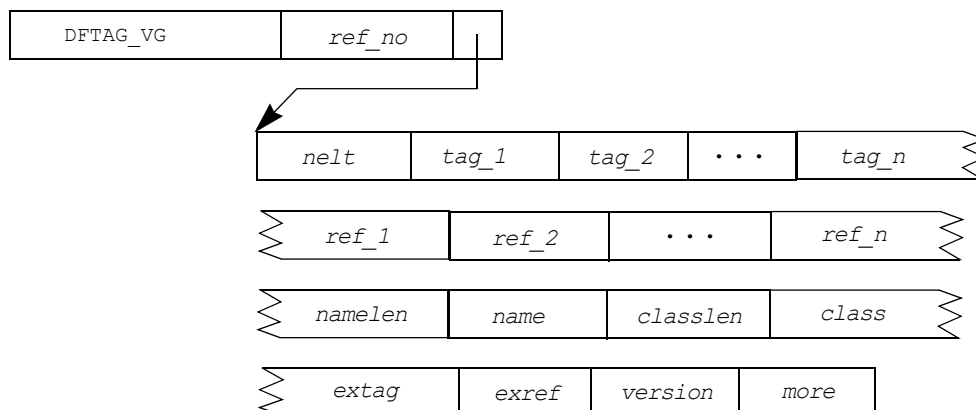 DFTAG_VG ref_no
nelt tag_1 tag_2 ... tag_n
ref_1 ref_2 ... ref_n
namelen name classlen class
extag exref version more